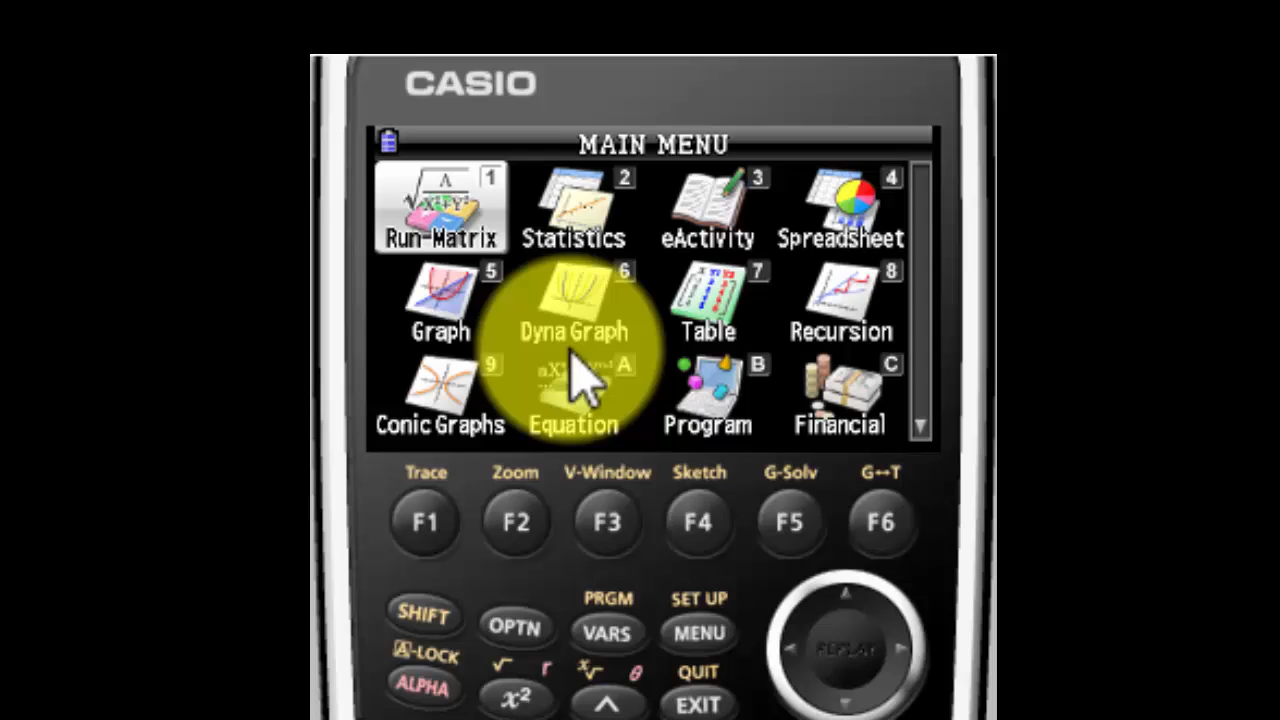 CASIO
MAIN MENU
1 2 3 4
Run-Matrix Statistics eActivity Spreadsheet
5 6 7 8
Graph Dyna Graph Table Recursion
9 A B C
Conic Graphs Equation Program Financial
Trace Zoom V-Window Sketch G-Solv G↔T
F1 F2 F3 F4 F5 F6
PRGM SET UP
SHIFT OPTN VARS MENU
A-LOCK √ r x√ θ QUIT
ALPHA x² ^ EXIT
REPLAY